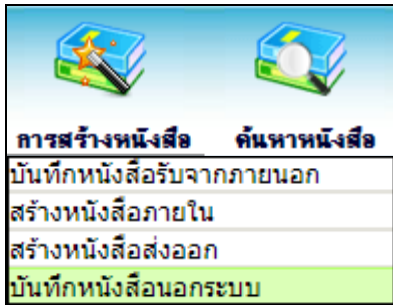 การสร้างหนังสือ ค้นหาหนังสือ
บันทึกหนังสือรับจากภายนอก
สร้างหนังสือภายใน
สร้างหนังสือส่งออก
บันทึกหนังสือนอกระบบ